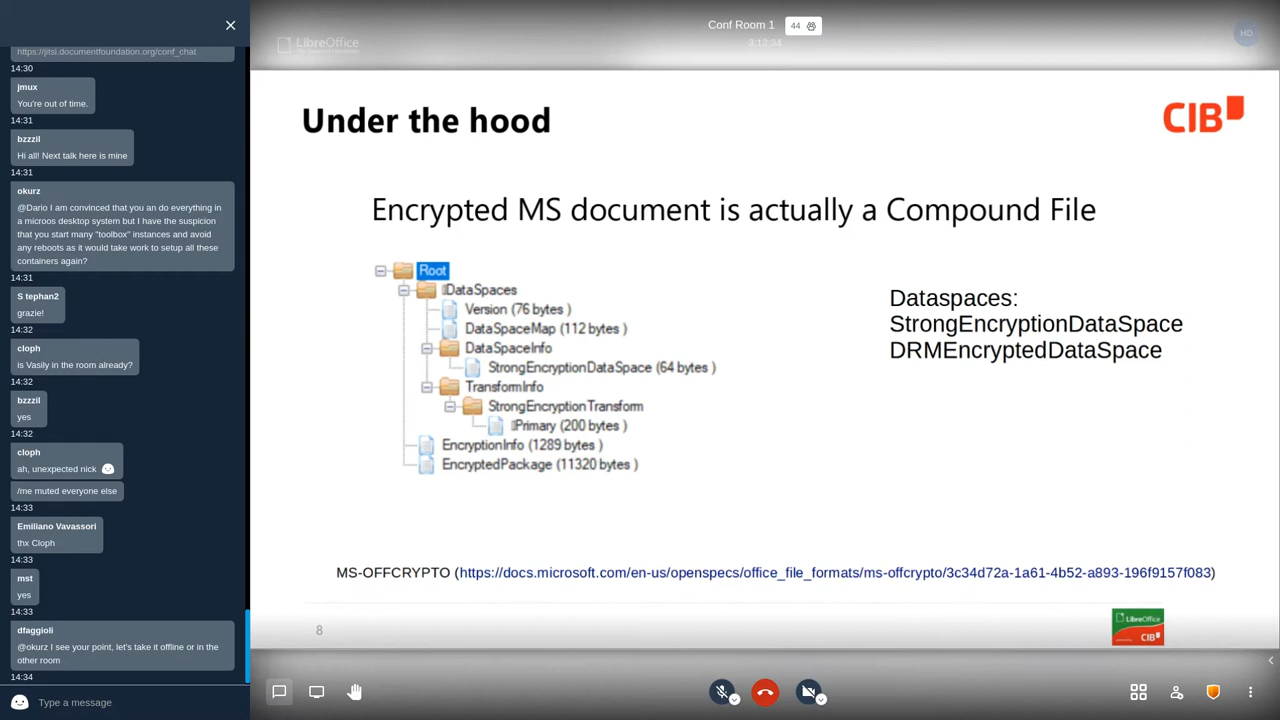 https://jitsi.documentfoundation.org/conf_chat
14:30
jmux
You're out of time.
14:31
bzzzil
Hi all! Next talk here is mine
14:31
okurz
@Dario I am convinced that you an do everything in
a microos desktop system but I have the suspicion
that you start many "toolbox" instances and avoid
any reboots as it would take work to setup all these
containers again?
14:31
S tephan2
grazie!
14:32
cloph
is Vasily in the room already?
14:32
bzzzil
yes
14:32
cloph
ah, unexpected nick
/me muted everyone else
14:33
Emiliano Vavassori
thx Cloph
14:33
mst
yes
14:33
dfaggioli
@okurz I see your point, let's take it offline or in the
other room
14:34
Type a message
LibreOffice
Conf Room 1
44
3:12:34
HD
Under the hood
CIB
Encrypted MS document is actually a Compound File
Root
DataSpaces
Version (76 bytes )
DataSpaceMap (112 bytes )
DataSpaceInfo
StrongEncryptionDataSpace (64 bytes )
TransformInfo
StrongEncryptionTransform
Primary (200 bytes )
EncryptionInfo (1289 bytes )
EncryptedPackage (11320 bytes )
Dataspaces:
StrongEncryptionDataSpace
DRMEncryptedDataSpace
MS-OFFCRYPTO (https://docs.microsoft.com/en-us/openspecs/office_file_formats/ms-offcrypto/3c34d72a-1a61-4b52-a893-196f9157f083)
8
LibreOffice
CIB